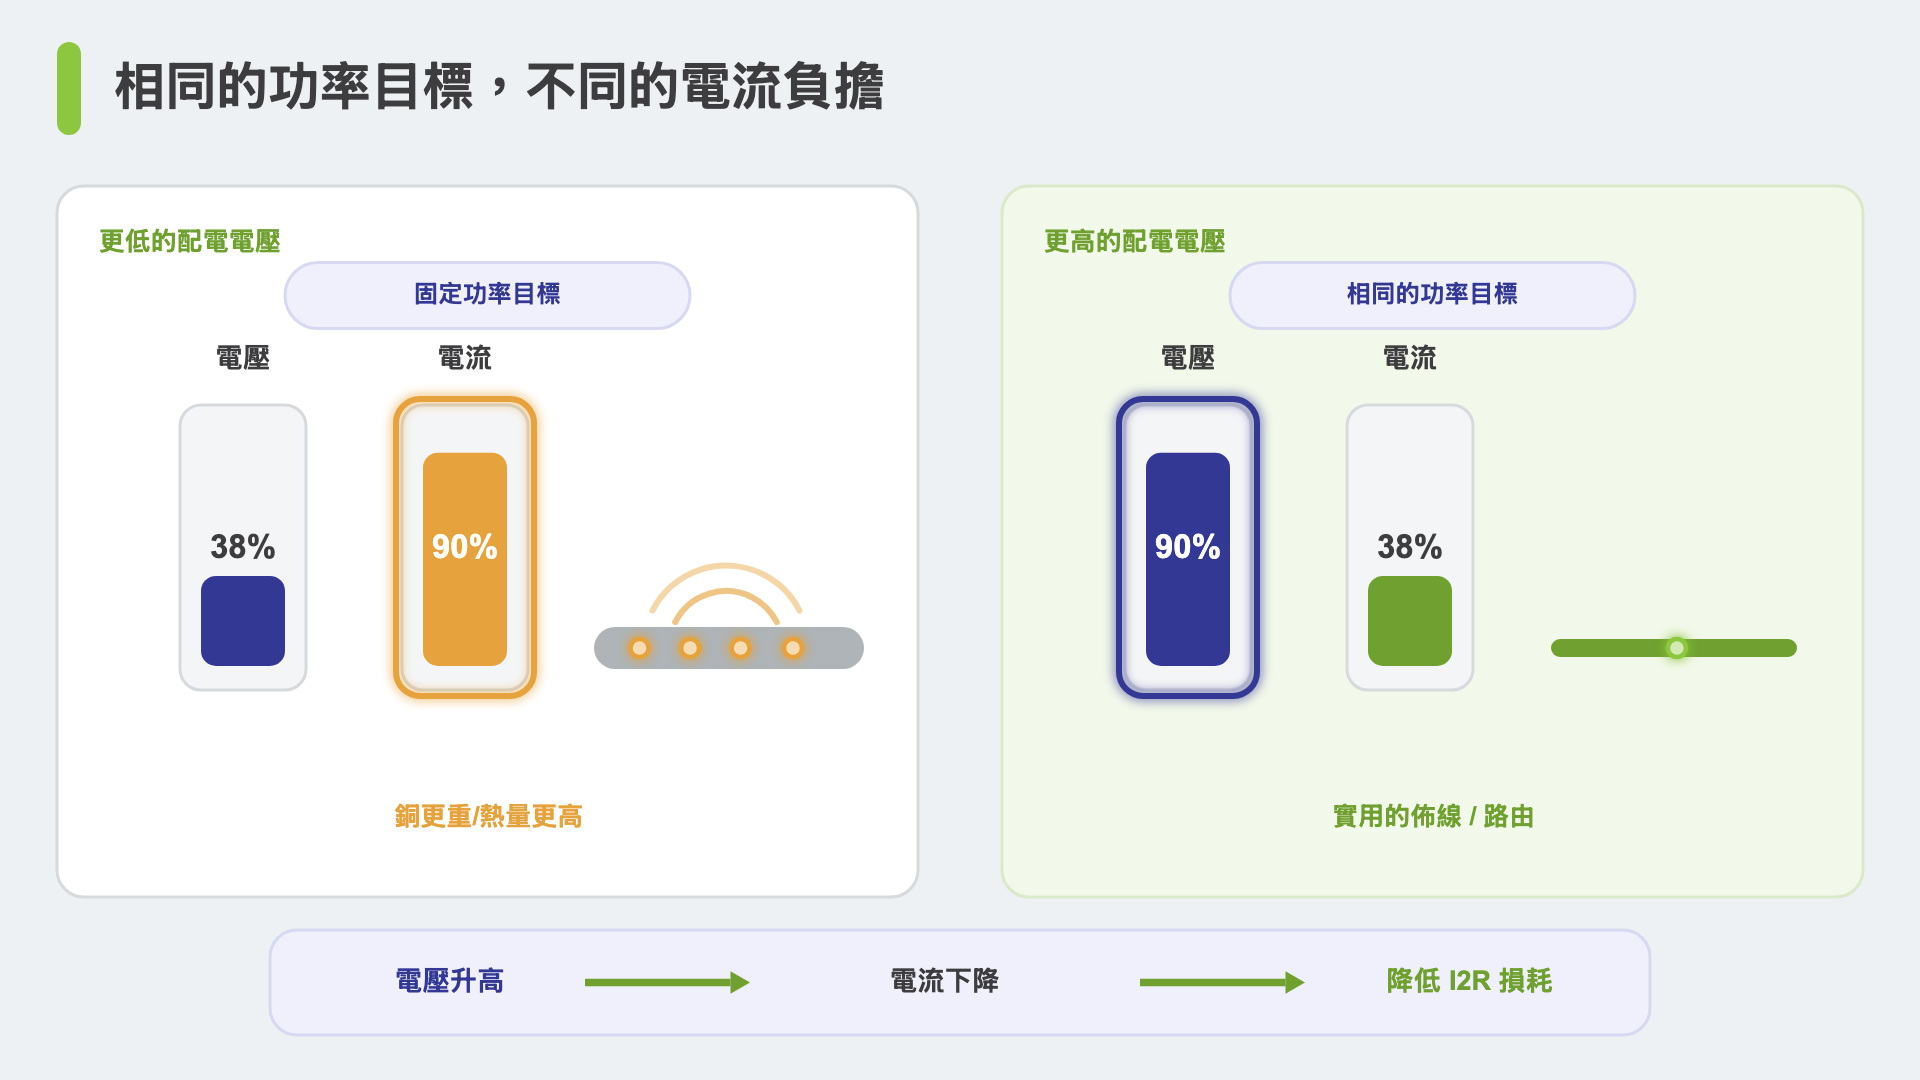 相同的功率目標，不同的電流負擔
更低的配電電壓
固定功率目標
電壓
電流
38%
90%
銅更重/熱量更高
更高的配電電壓
相同的功率目標
電壓
電流
90%
38%
實用的佈線 / 路由
電壓升高
電流下降
降低 I2R 損耗